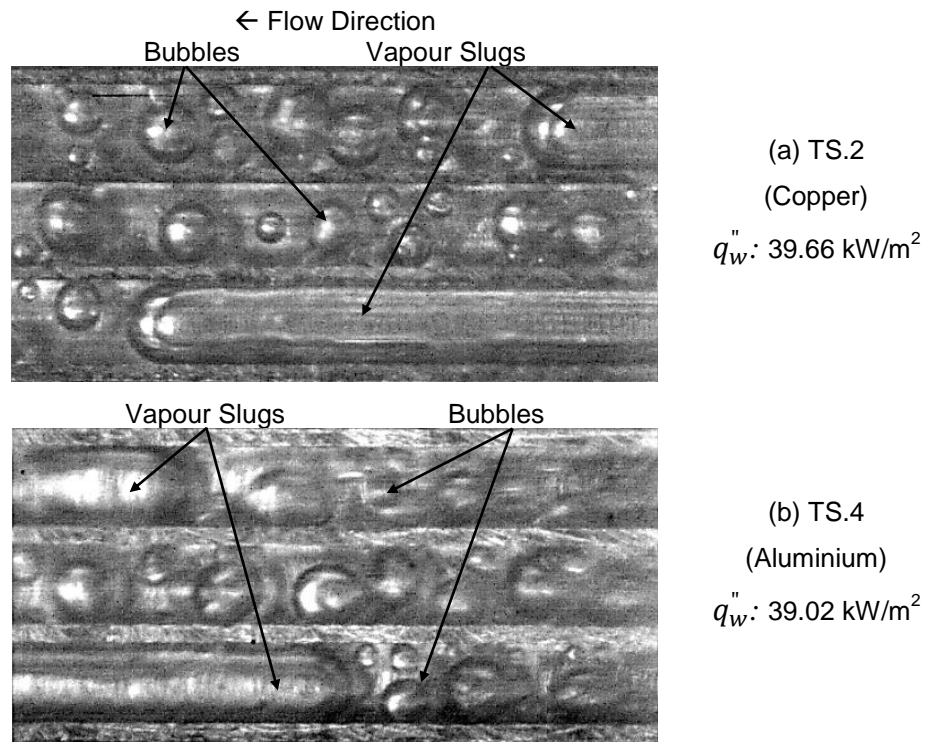 ← Flow Direction
Bubbles
Vapour Slugs
(a) TS.2
(Copper)
q"w: 39.66 kW/m²
Vapour Slugs
Bubbles
(b) TS.4
(Aluminium)
q"w: 39.02 kW/m²